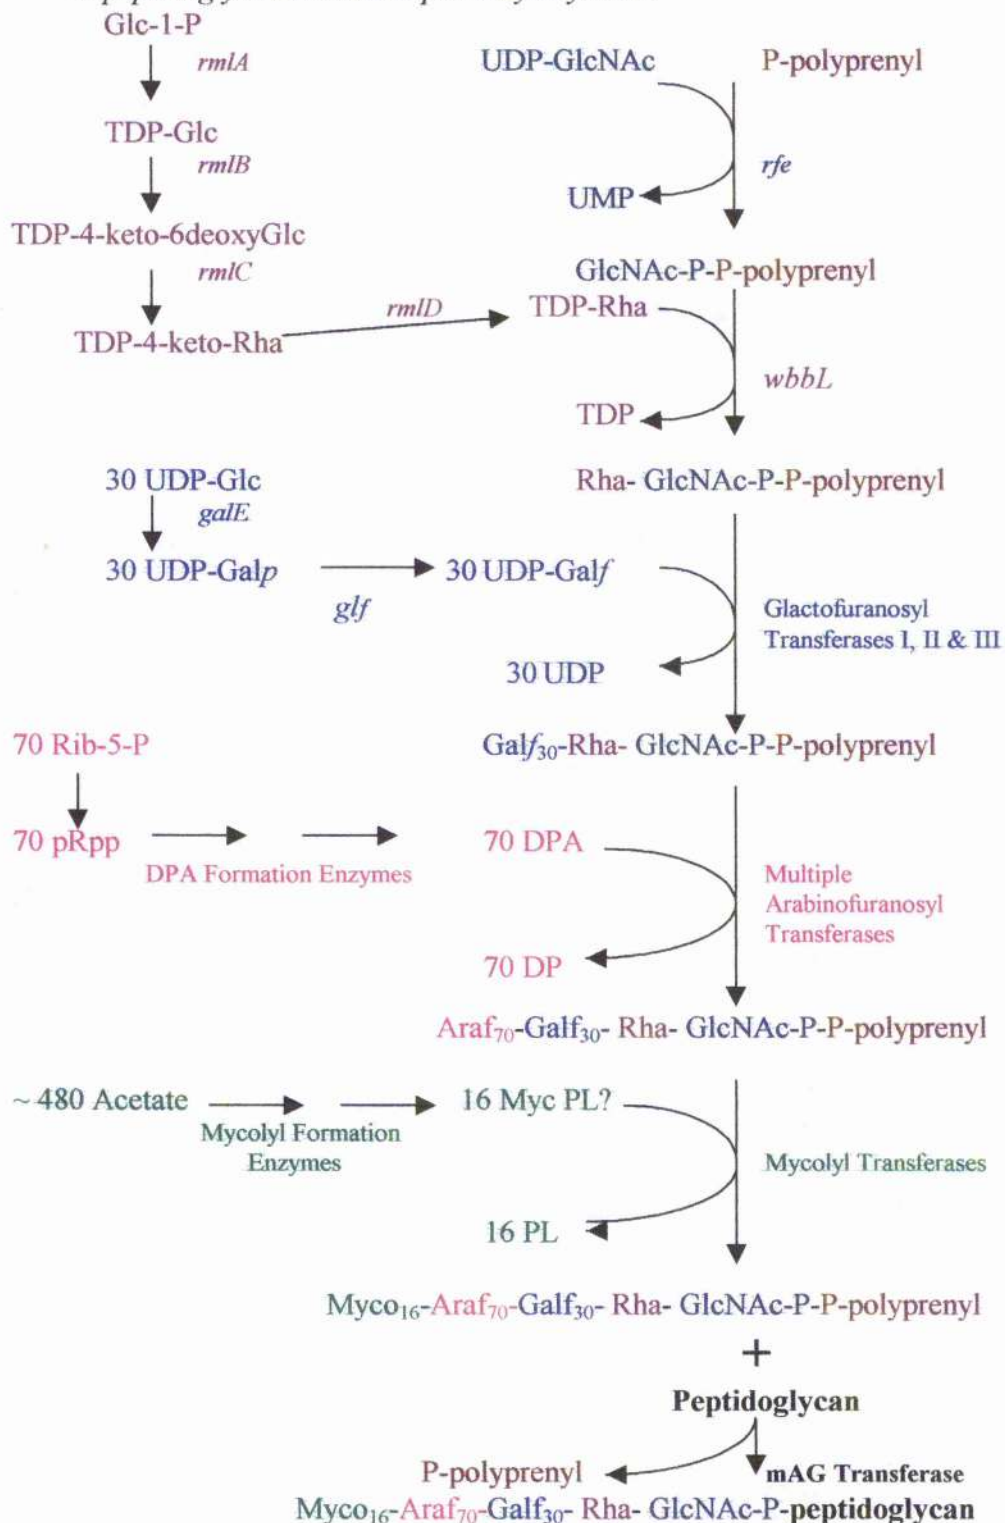 Glc-1-P
rmlA
UDP-GlcNAc
P-polyprenyl
TDP-Glc
rmlB
rfe
UMP
TDP-4-keto-6deoxyGlc
rmlC
GlcNAc-P-P-polyprenyl
rmlD
TDP-Rha
TDP-4-keto-Rha
wbbL
TDP
30 UDP-Glc
galE
Rha- GlcNAc-P-P-polyprenyl
30 UDP-Galp
glf
30 UDP-Galf
Glactofuranosyl
Transferases I, II & III
30 UDP
70 Rib-5-P
Galf30-Rha- GlcNAc-P-P-polyprenyl
70 pRpp
DPA Formation Enzymes
70 DPA
Multiple
Arabinofuranosyl
Transferases
70 DP
Araf70-Galf30- Rha- GlcNAc-P-P-polyprenyl
~ 480 Acetate
Mycolyl Formation
Enzymes
16 Myc PL?
Mycolyl Transferases
16 PL
Myco16-Araf70-Galf30- Rha- GlcNAc-P-P-polyprenyl
+
Peptidoglycan
P-polyprenyl
mAG Transferase
Myco16-Araf70-Galf30- Rha- GlcNAc-P-peptidoglycan